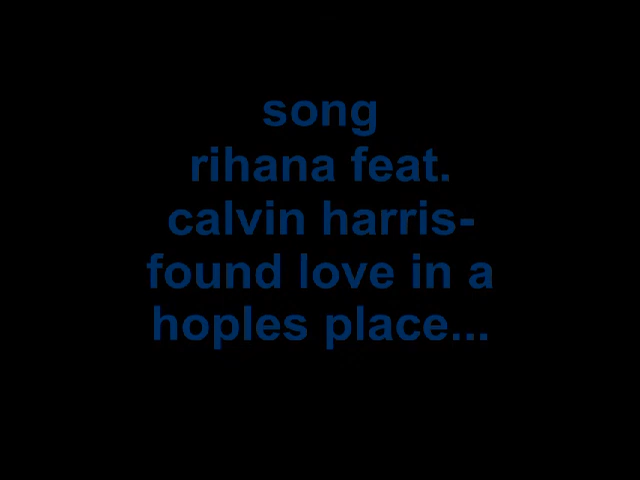 song
rihana feat.
calvin harris-
found love in a
hoples place...